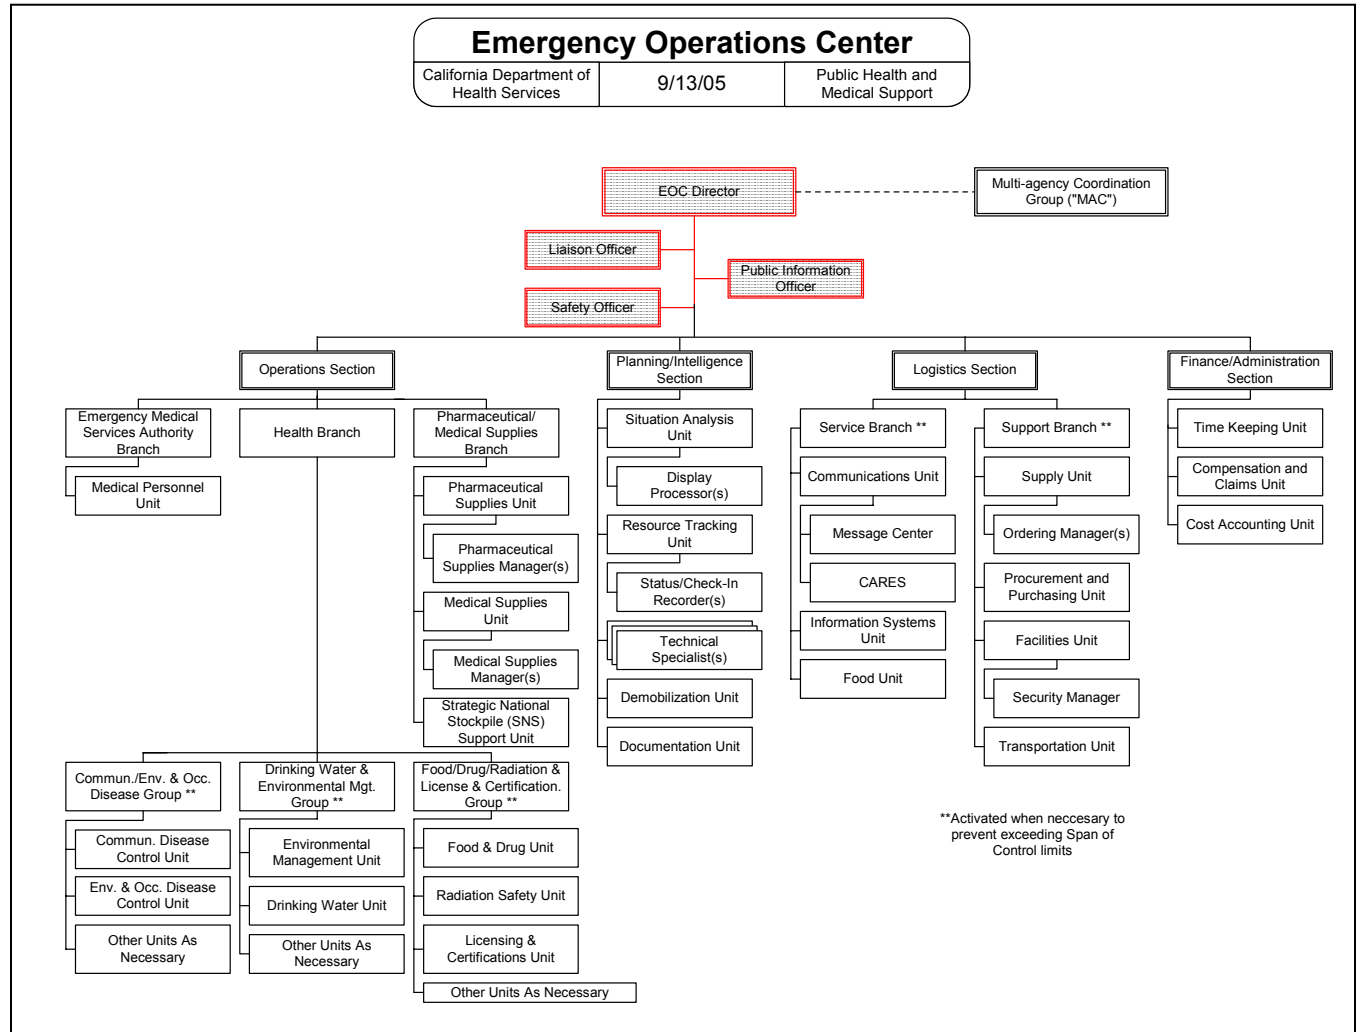 Emergency Operations Center
California Department of
Health Services
9/13/05
Public Health and
Medical Support
EOC Director
Multi-agency Coordination
Group ("MAC")
Liaison Officer
Public Information
Officer
Safety Officer
Operations Section
Planning/Intelligence
Section
Logistics Section
Finance/Administration
Section
Emergency Medical
Services Authority
Branch
Medical Personnel
Unit
Health Branch
Pharmaceutical/
Medical Supplies
Branch
Pharmaceutical
Supplies Unit
Pharmaceutical
Supplies Manager(s)
Medical Supplies
Unit
Medical Supplies
Manager(s)
Strategic National
Stockpile (SNS)
Support Unit
Situation Analysis
Unit
Display
Processor(s)
Resource Tracking
Unit
Status/Check-In
Recorder(s)
Technical
Specialist(s)
Demobilization Unit
Documentation Unit
Service Branch **
Communications Unit
Message Center
CARES
Information Systems
Unit
Food Unit
Support Branch **
Supply Unit
Ordering Manager(s)
Procurement and
Purchasing Unit
Facilities Unit
Security Manager
Transportation Unit
Time Keeping Unit
Compensation and
Claims Unit
Cost Accounting Unit
Commun./Env. & Occ.
Disease Group **
Commun. Disease
Control Unit
Env. & Occ. Disease
Control Unit
Other Units As
Necessary
Drinking Water &
Environmental Mgt.
Group **
Environmental
Management Unit
Drinking Water Unit
Other Units As
Necessary
Food/Drug/Radiation &
License & Certification.
Group **
Food & Drug Unit
Radiation Safety Unit
Licensing &
Certifications Unit
Other Units As Necessary
**Activated when neccesary to
prevent exceeding Span of
Control limits